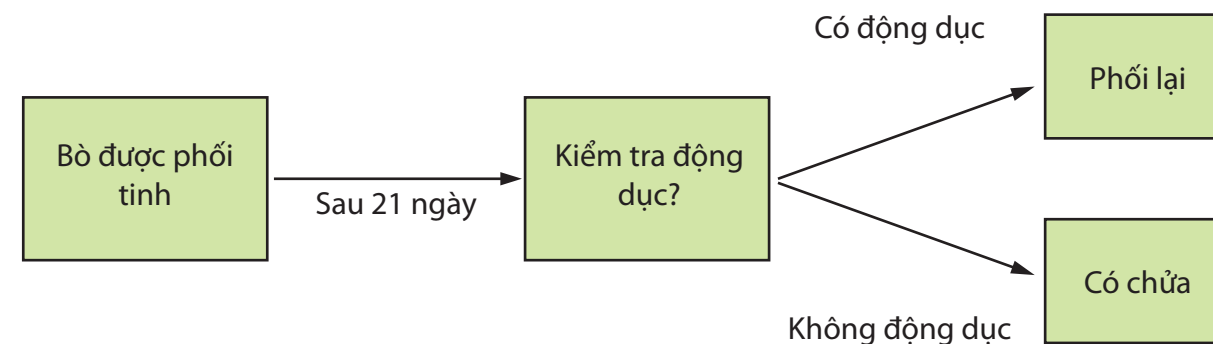 Có động dục
Phối lại
Bò được phối
tinh
Sau 21 ngày
Kiểm tra động
dục?
Có chửa
Không động dục